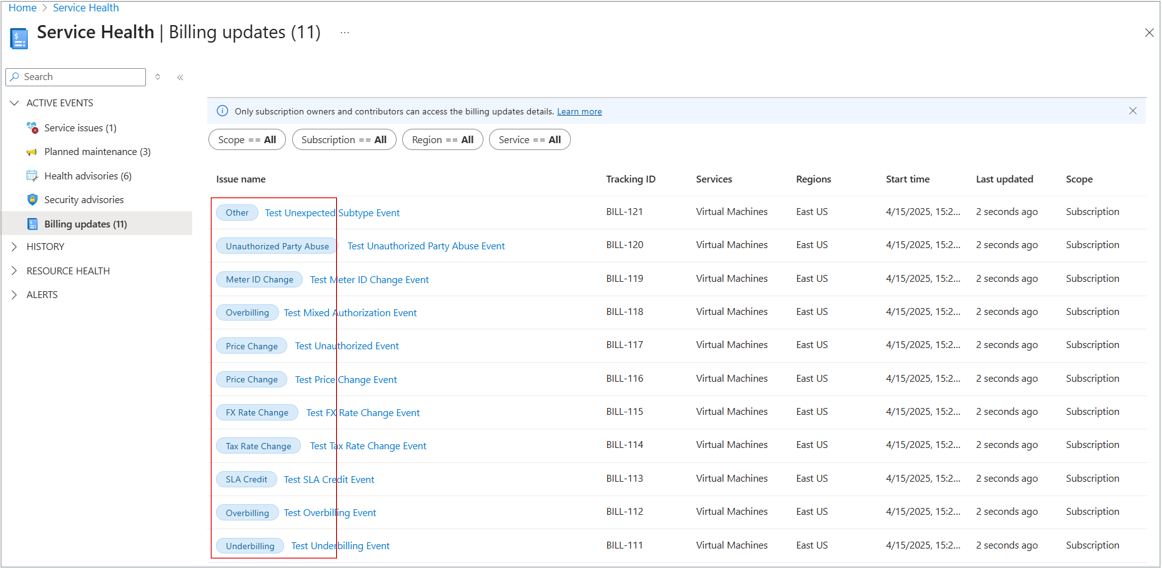 Home > Service Health
Service Health | Billing updates (11) ...
Search
ACTIVE EVENTS
Service issues (1)
Planned maintenance (3)
Health advisories (6)
Security advisories
Billing updates (11)
HISTORY
RESOURCE HEALTH
ALERTS
Only subscription owners and contributors can access the billing updates details. Learn more
Scope == All Subscription == All Region == All Service == All
Issue name Tracking ID Services Regions Start time Last updated Scope
Other Test Unexpected Subtype Event BILL-121 Virtual Machines East US 4/15/2025, 15:2... 2 seconds ago Subscription
Unauthorized Party Abuse Test Unauthorized Party Abuse Event BILL-120 Virtual Machines East US 4/15/2025, 15:2... 2 seconds ago Subscription
Meter ID Change Test Meter ID Change Event BILL-119 Virtual Machines East US 4/15/2025, 15:2... 2 seconds ago Subscription
Overbilling Test Mixed Authorization Event BILL-118 Virtual Machines East US 4/15/2025, 15:2... 2 seconds ago Subscription
Price Change Test Unauthorized Event BILL-117 Virtual Machines East US 4/15/2025, 15:2... 2 seconds ago Subscription
Price Change Test Price Change Event BILL-116 Virtual Machines East US 4/15/2025, 15:2... 2 seconds ago Subscription
FX Rate Change Test FX Rate Change Event BILL-115 Virtual Machines East US 4/15/2025, 15:2... 2 seconds ago Subscription
Tax Rate Change Test Tax Rate Change Event BILL-114 Virtual Machines East US 4/15/2025, 15:2... 2 seconds ago Subscription
SLA Credit Test SLA Credit Event BILL-113 Virtual Machines East US 4/15/2025, 15:2... 2 seconds ago Subscription
Overbilling Test Overbilling Event BILL-112 Virtual Machines East US 4/15/2025, 15:2... 2 seconds ago Subscription
Underbilling Test Underbilling Event BILL-111 Virtual Machines East US 4/15/2025, 15:2... 2 seconds ago Subscription